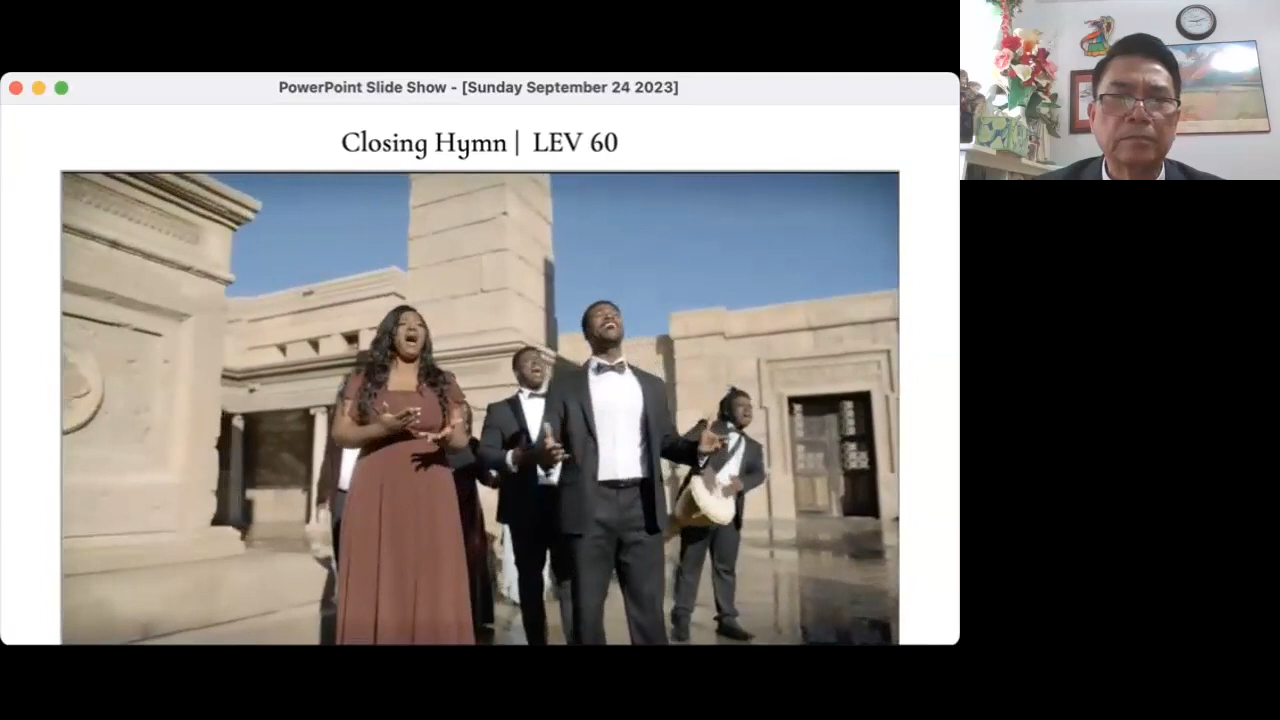 PowerPoint Slide Show - [Sunday September 24 2023]
Closing Hymn | LEV 60